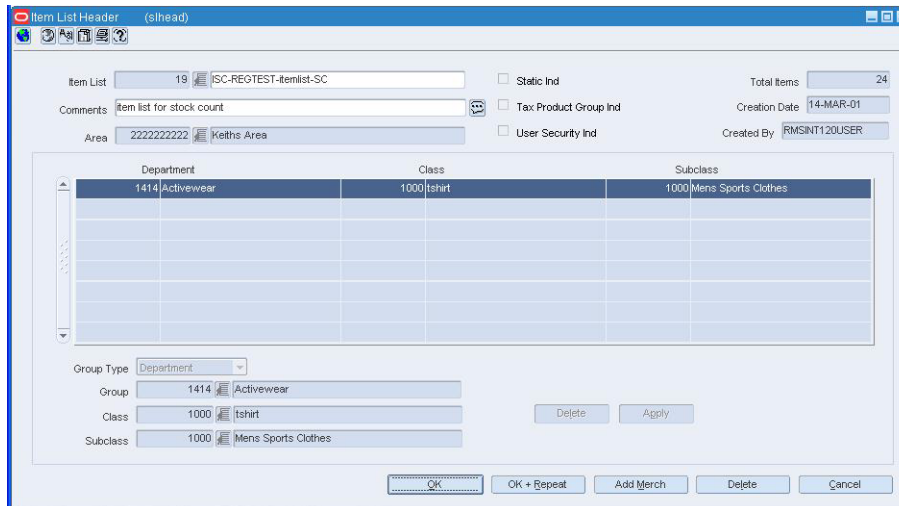 Item List Header (slhead)
Item List 19 ISC-REGTEST-itemlist-SC Static Ind Total Items 24
Comments item list for stock count Tax Product Group Ind Creation Date 14-MAR-01
Area 2222222222 Keiths Area User Security Ind Created By RMSINT120USER
Department Class Subclass
1414 Activewear 1000 tshirt 1000 Mens Sports Clothes
Group Type Department
Group 1414 Activewear
Class 1000 tshirt Delete Apply
Subclass 1000 Mens Sports Clothes
OK OK + Repeat Add Merch Delete Cancel